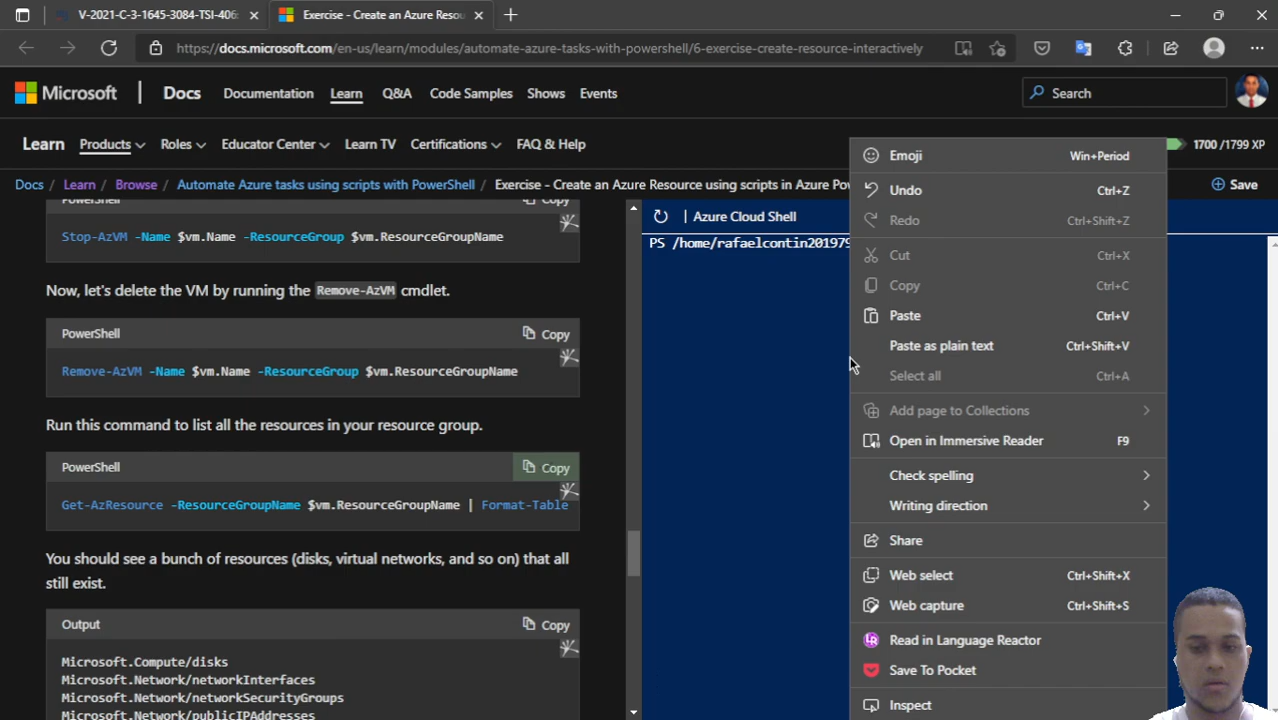 V-2021-C-3-1645-3084-TSI-406:
Exercise - Create an Azure Resou
https://docs.microsoft.com/en-us/learn/modules/automate-azure-tasks-with-powershell/6-exercise-create-resource-interactively
Microsoft Docs Documentation Learn Q&A Code Samples Shows Events Search
Learn Products Roles Educator Center Learn TV Certifications FAQ & Help 1700 /1799 XP
Docs / Learn / Browse / Automate Azure tasks using scripts with PowerShell / Exercise - Create an Azure Resource using scripts in Azure Pow Save
PowerShell Copy
Stop-AzVM -Name $vm.Name -ResourceGroup $vm.ResourceGroupName
Now, let's delete the VM by running the Remove-AzVM cmdlet.
PowerShell Copy
Remove-AzVM -Name $vm.Name -ResourceGroup $vm.ResourceGroupName
Run this command to list all the resources in your resource group.
PowerShell Copy
Get-AzResource -ResourceGroupName $vm.ResourceGroupName | Format-Table
You should see a bunch of resources (disks, virtual networks, and so on) that all
still exist.
Output Copy
Microsoft.Compute/disks
Microsoft.Network/networkInterfaces
Microsoft.Network/networkSecurityGroups
Microsoft.Network/publicIPAddresses
| Azure Cloud Shell
PS /home/rafaelcontin201979
Emoji Win+Period
Undo Ctrl+Z
Redo Ctrl+Shift+Z
Cut Ctrl+X
Copy Ctrl+C
Paste Ctrl+V
Paste as plain text Ctrl+Shift+V
Select all Ctrl+A
Add page to Collections
Open in Immersive Reader F9
Check spelling
Writing direction
Share
Web select Ctrl+Shift+X
Web capture Ctrl+Shift+S
Read in Language Reactor
Save To Pocket
Inspect